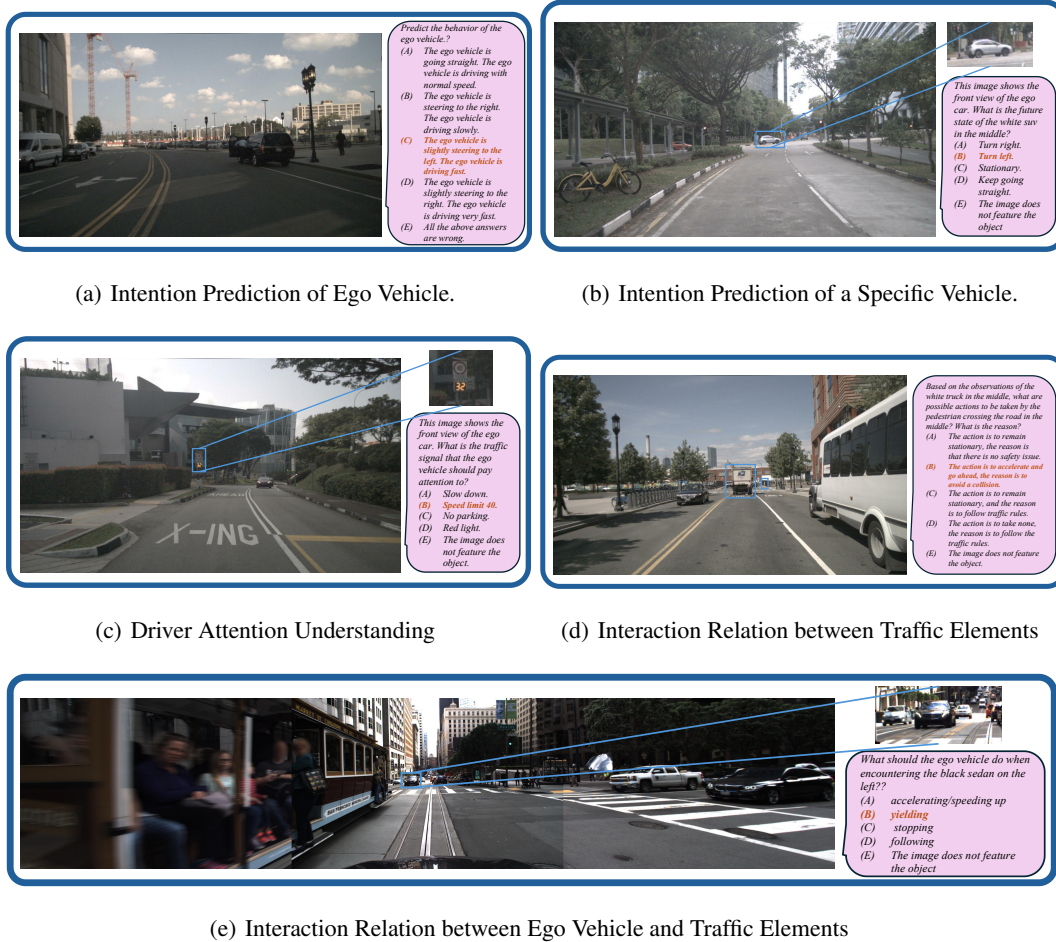 Predict the behavior of the
ego vehicle.?
(A) The ego vehicle is
going straight. The ego
vehicle is driving with
normal speed.
(B) The ego vehicle is
steering to the right.
The ego vehicle is
driving slowly.
(C) The ego vehicle is
slightly steering to the
left. The ego vehicle is
driving fast.
(D) The ego vehicle is
slightly steering to the
right. The ego vehicle
is driving very fast.
(E) All the above answers
are wrong.
(a) Intention Prediction of Ego Vehicle.
This image shows the
front view of the ego
car. What is the future
state of the white suv
in the middle?
(A) Turn right.
(B) Turn left.
(C) Stationary.
(D) Keep going
straight.
(E) The image does
not feature the
object
(b) Intention Prediction of a Specific Vehicle.
X-ING
32
This image shows the
front view of the ego
car. What is the traffic
signal that the ego
vehicle should pay
attention to?
(A) Slow down.
(B) Speed limit 40.
(C) No parking.
(D) Red light.
(E) The image does
not feature the
object.
(c) Driver Attention Understanding
Based on the observations of the
white truck in the middle, what are
possible actions to be taken by the
pedestrian crossing the road in the
middle? What is the reason?
(A) The action is to remain
stationary, the reason is
that there is no safety issue.
(B) The action is to accelerate and
go ahead, the reason is to
avoid a collision.
(C) The action is to remain
stationary, and the reason
is to follow traffic rules.
(D) The action is to take none,
the reason is to follow the
traffic rules.
(E) The image does not feature
the object.
(d) Interaction Relation between Traffic Elements
What should the ego vehicle do when
encountering the black sedan on the
left??
(A) accelerating/speeding up
(B) yielding
(C) stopping
(D) following
(E) The image does not feature
the object
(e) Interaction Relation between Ego Vehicle and Traffic Elements